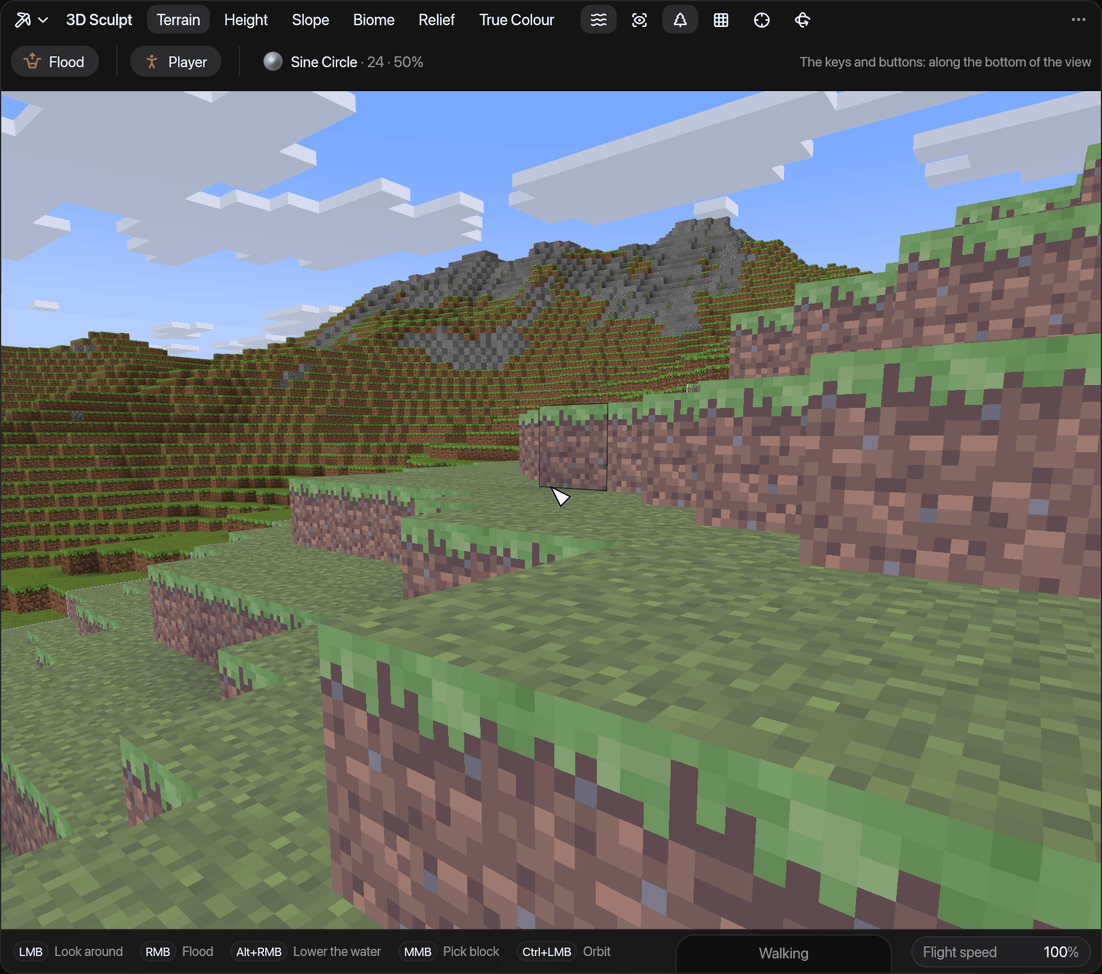 3D Sculpt Terrain Height Slope Biome Relief True Colour
Flood Player Sine Circle · 24 · 50% The keys and buttons: along the bottom of the view
LMB Look around RMB Flood Alt+RMB Lower the water MMB Pick block Ctrl+LMB Orbit Walking Flight speed 100%